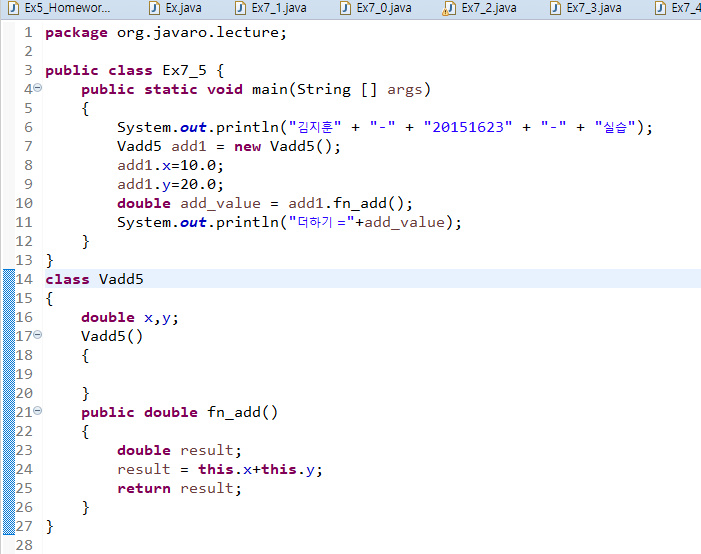 Ex5_Homewor... Ex.java Ex7_1.java Ex7_0.java Ex7_2.java Ex7_3.java Ex7_4
1 package org.javaro.lecture;
2
3 public class Ex7_5 {
4 public static void main(String [] args)
5 {
6 System.out.println("김지훈" + "-" + "20151623" + "-" + "실습");
7 Vadd5 add1 = new Vadd5();
8 add1.x=10.0;
9 add1.y=20.0;
10 double add_value = add1.fn_add();
11 System.out.println("더하기 ="+add_value);
12 }
13 }
14 class Vadd5
15 {
16 double x,y;
17 Vadd5()
18 {
19
20 }
21 public double fn_add()
22 {
23 double result;
24 result = this.x+this.y;
25 return result;
26 }
27 }
28